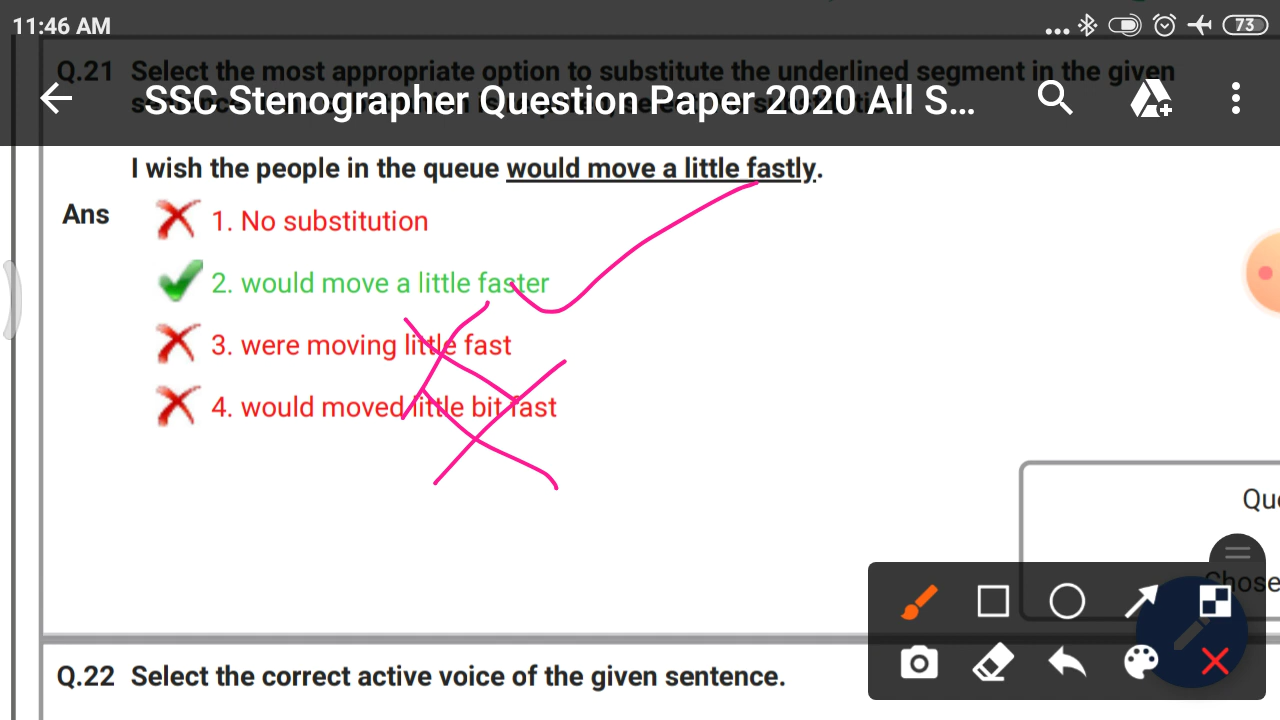 11:46 AM
73
Q.21 Select the most appropriate option to substitute the underlined segment in the given
SSC Stenographer Question Paper 2020 All S...
I wish the people in the queue would move a little fastly.
Ans
1. No substitution
2. would move a little faster
3. were moving little fast
4. would moved little bit fast
Que
Chose
Q.22 Select the correct active voice of the given sentence.